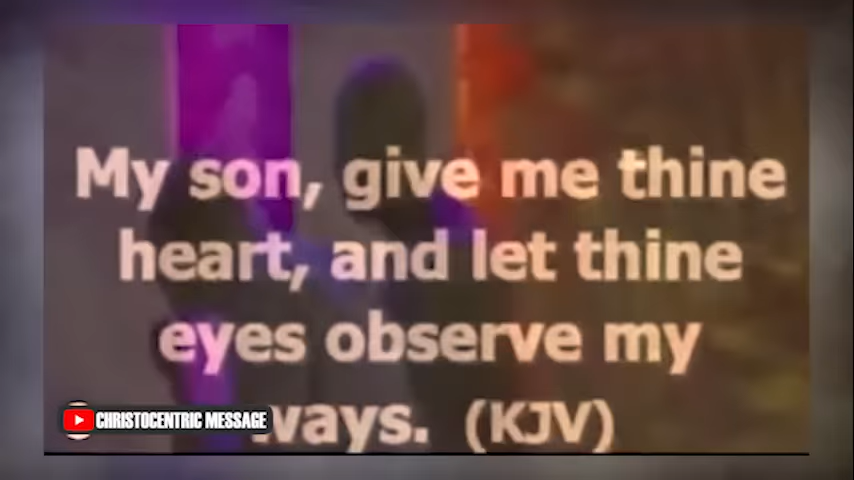 My son, give me thine
heart, and let thine
eyes observe my
ways. (KJV)
CHRISTOCENTRIC MESSAGE